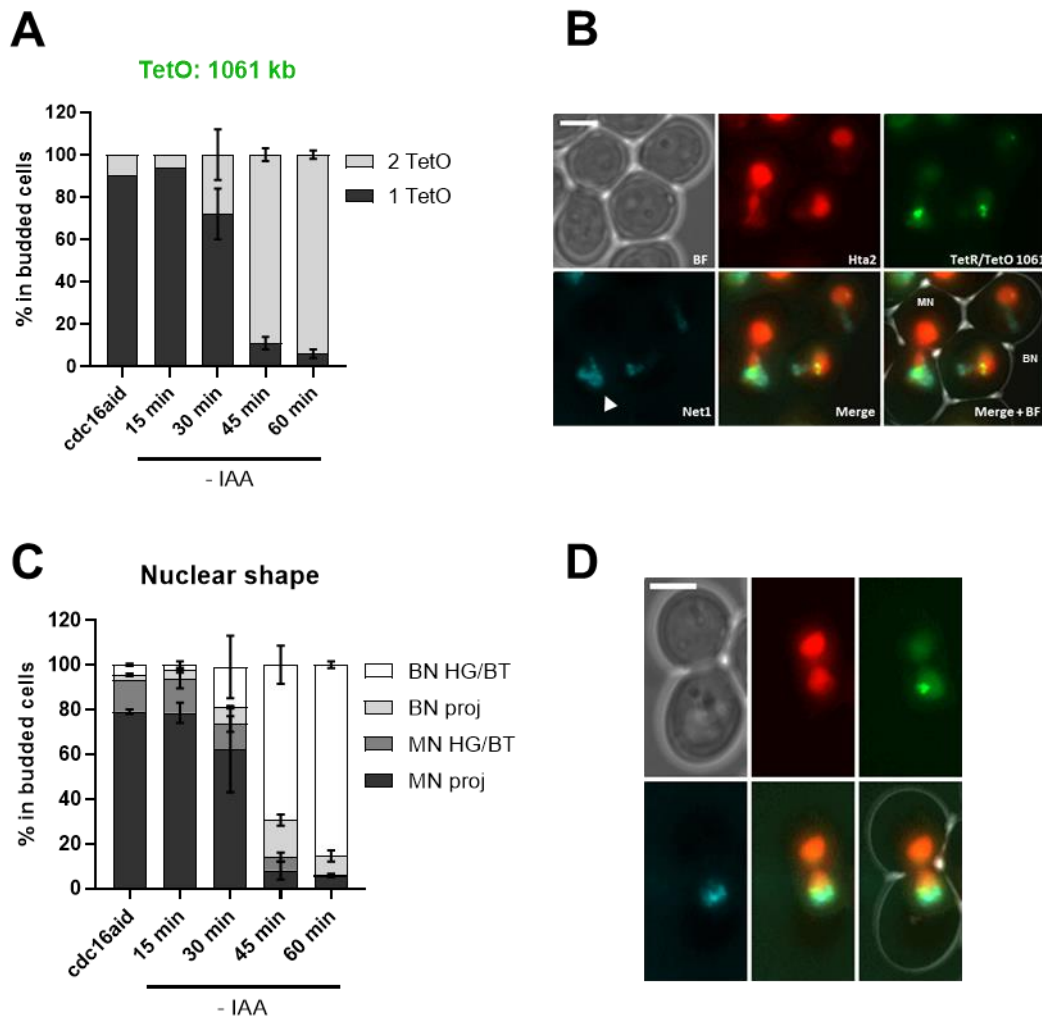 A
TetO: 1061 kb
% in budded cells
120
100
80
60
40
20
0
2 TetO
1 TetO
cdc16aid
15 min
30 min
45 min
60 min
- IAA
B
BF
Hta2
TetR/TetO 1061
Net1
Merge
MN
BN
Merge + BF
C
Nuclear shape
% in budded cells
120
100
80
60
40
20
0
BN HG/BT
BN proj
MN HG/BT
MN proj
cdc16aid
15 min
30 min
45 min
60 min
- IAA
D